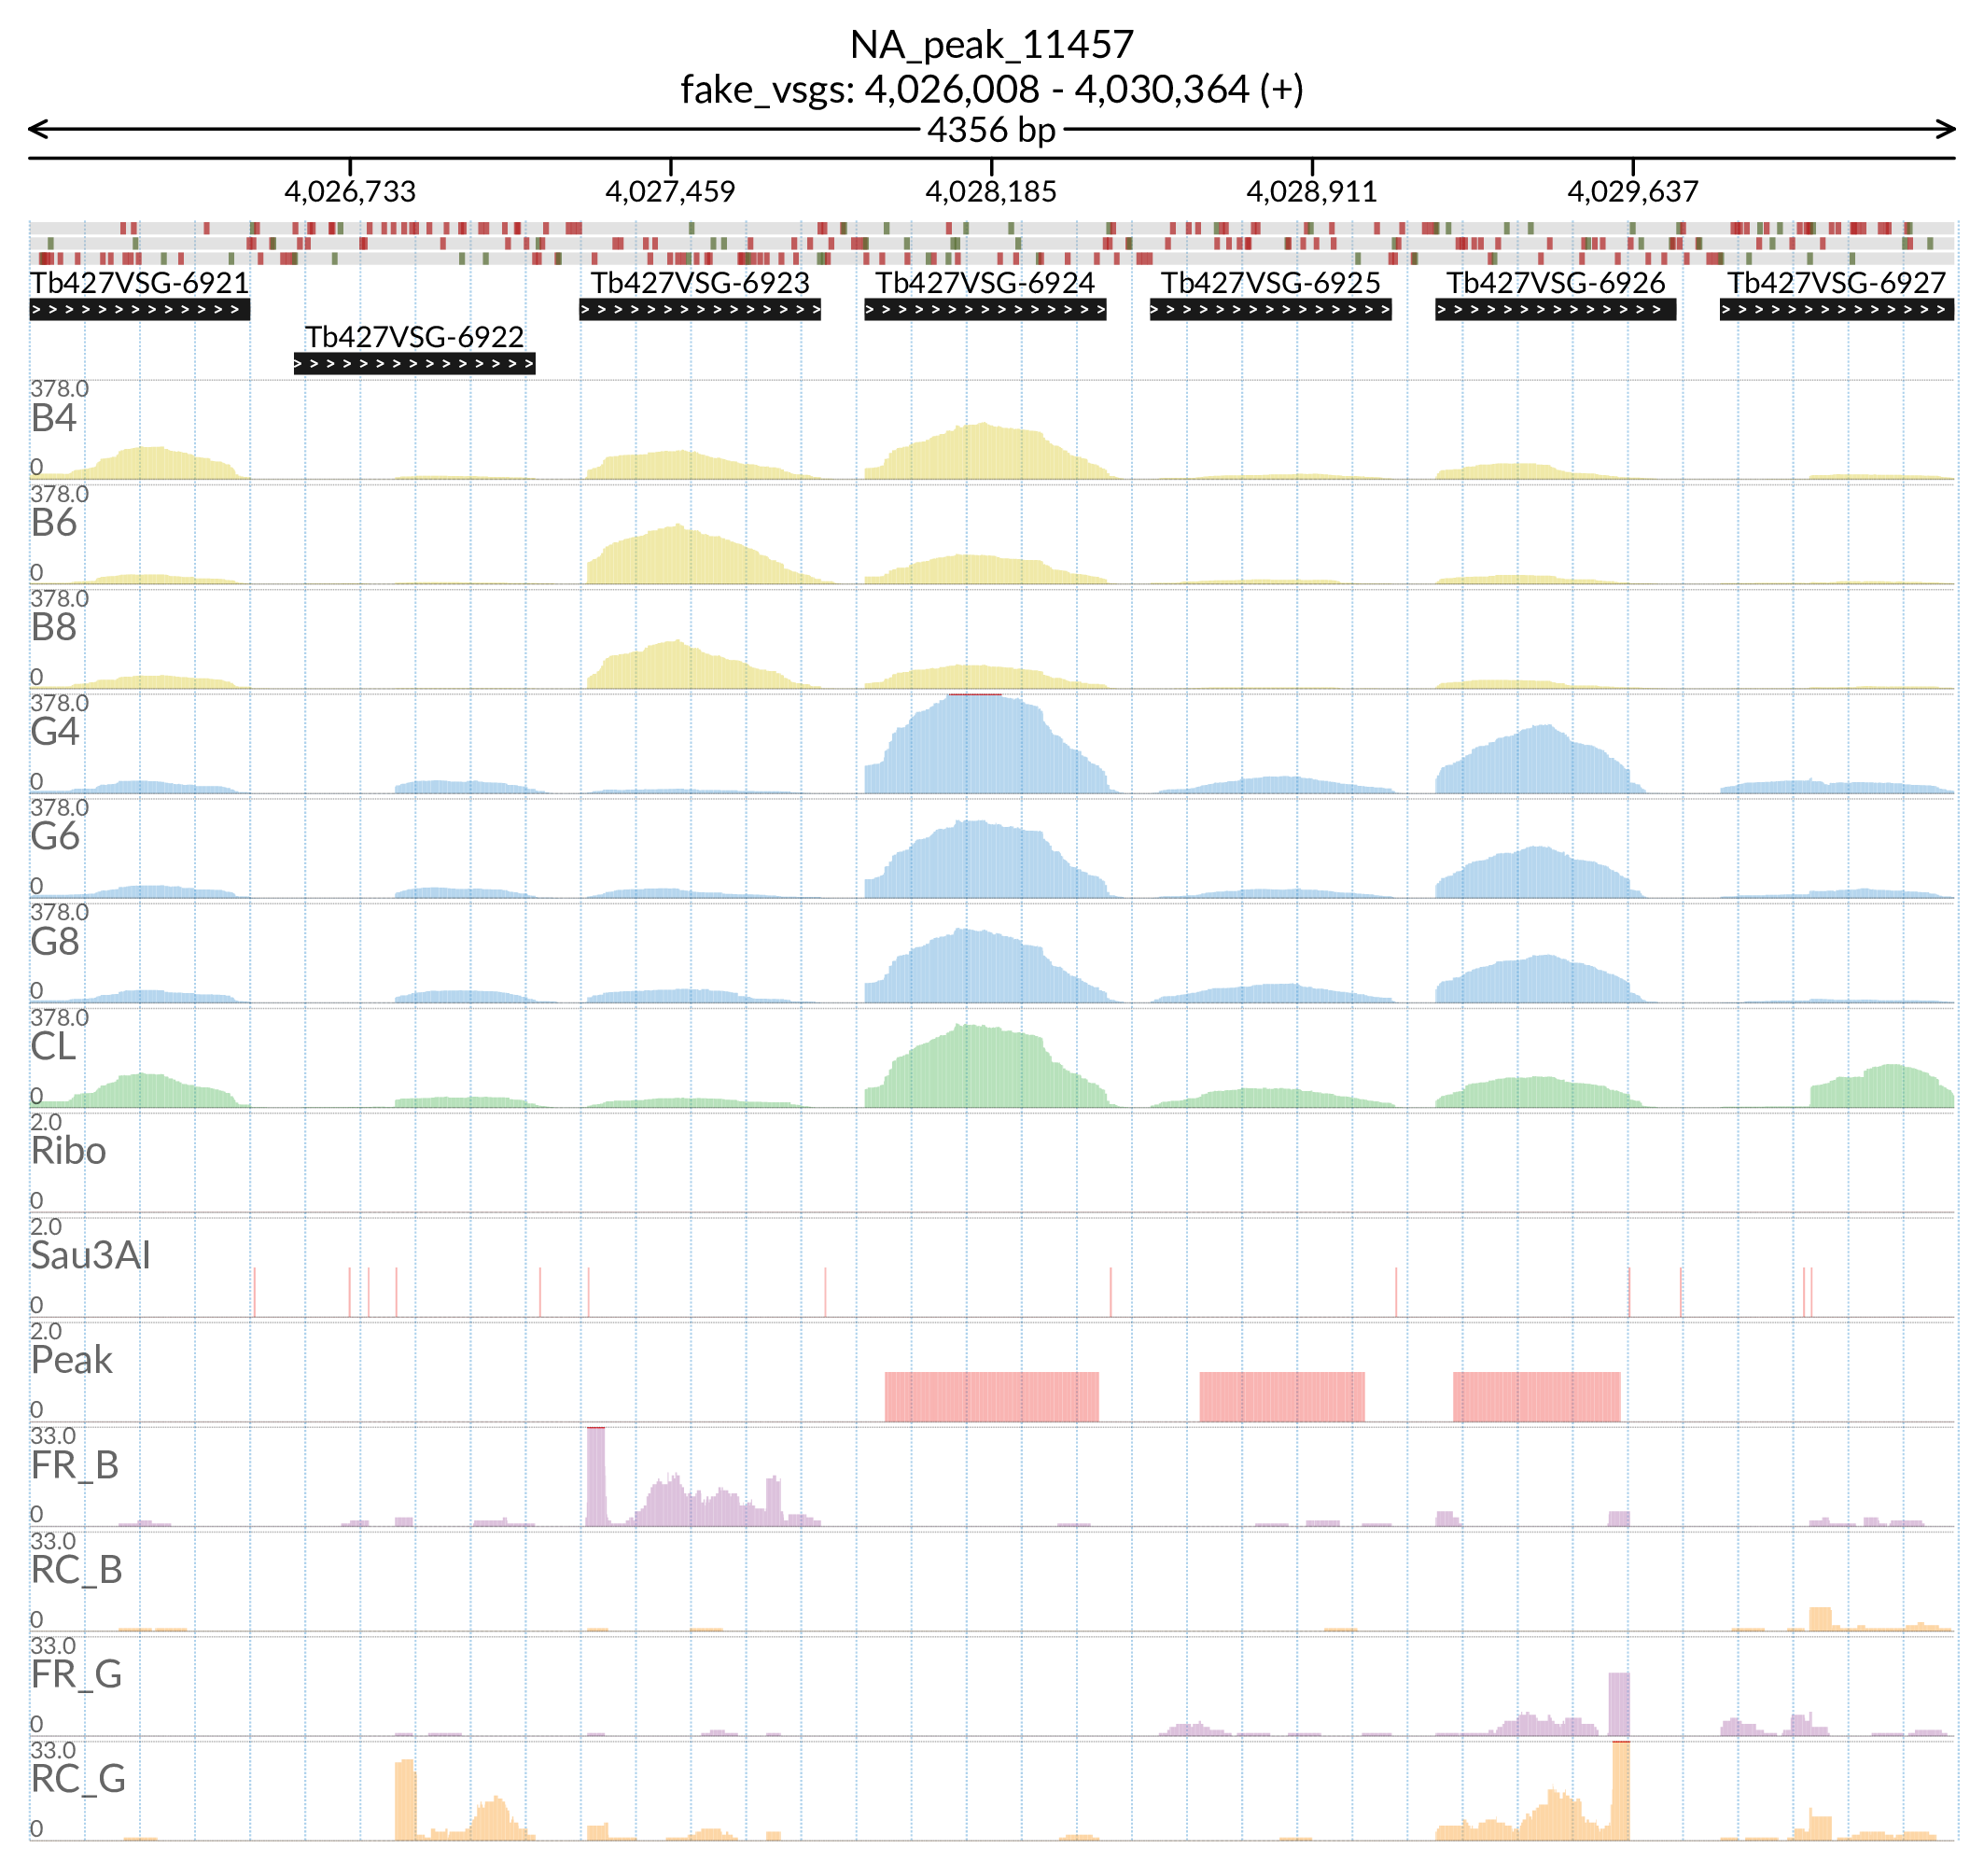 NA_peak_11457
fake_vsgs: 4,026,008 - 4,030,364 (+)
4356 bp
4,026,733 4,027,459 4,028,185 4,028,911 4,029,637
Tb427VSG-6921 Tb427VSG-6923 Tb427VSG-6924 Tb427VSG-6925 Tb427VSG-6926 Tb427VSG-6927
Tb427VSG-6922
378.0
B4
0
378.0
B6
0
378.0
B8
0
378.0
G4
0
378.0
G6
0
378.0
G8
0
378.0
CL
0
2.0
Ribo
0
2.0
Sau3AI
0
2.0
Peak
0
33.0
FR_B
0
33.0
RC_B
0
33.0
FR_G
0
33.0
RC_G
0